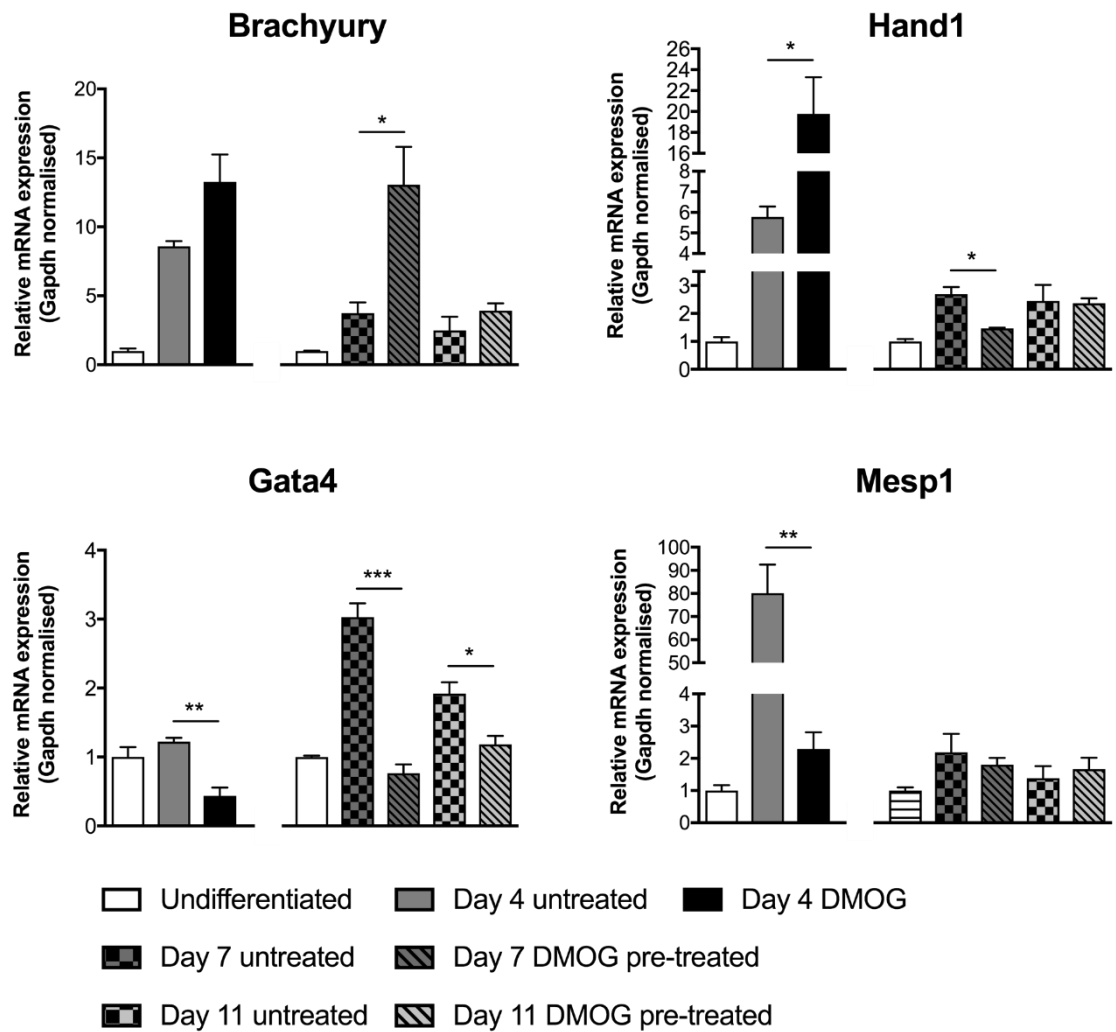 Brachyury
Relative mRNA expression
(Gapdh normalised)
15
10
5
0
*
Hand1
Relative mRNA expression
(Gapdh normalised)
26
24
22
20
18
16
8
7
6
5
4
3
2
1
0
*
*
Gata4
Relative mRNA expression
(Gapdh normalised)
4
3
2
1
0
**
***
*
Mesp1
Relative mRNA expression
(Gapdh normalised)
100
90
80
70
60
50
4
3
2
1
0
**
Undifferentiated
Day 4 untreated
Day 4 DMOG
Day 7 untreated
Day 7 DMOG pre-treated
Day 11 untreated
Day 11 DMOG pre-treated